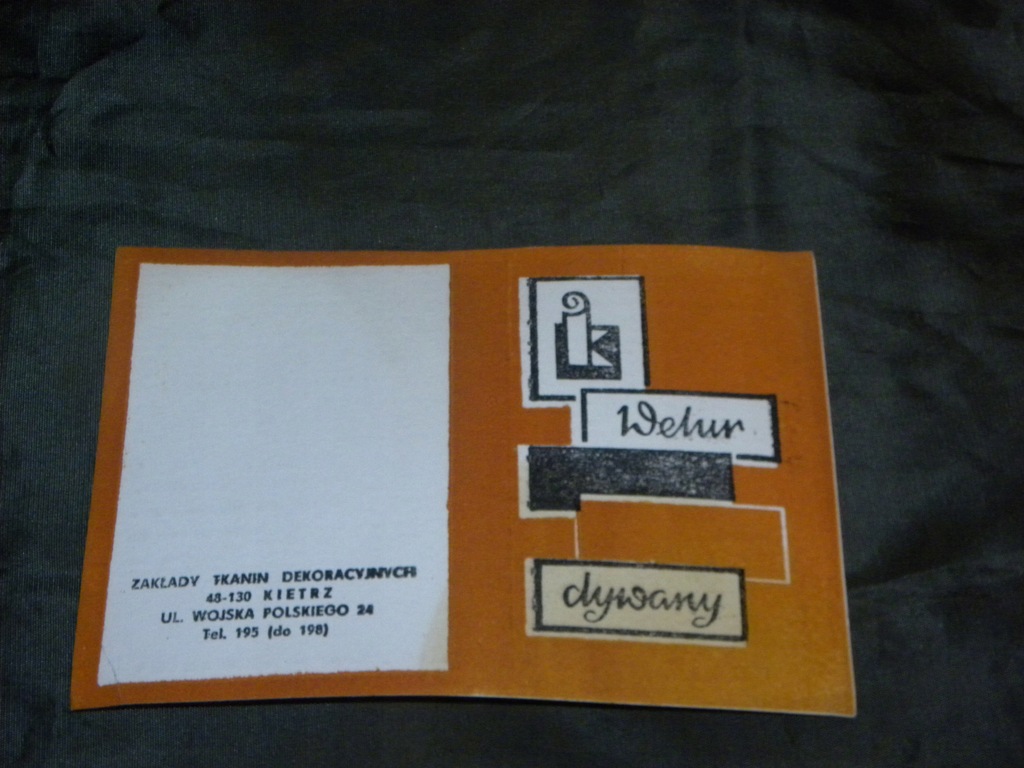 ZAKŁADY TKANIN DEKORACYJNYCH
48-130 KIETRZ
UL. WOJSKA POLSKIEGO 24
Tel. 195 (do 198)
k
Welur
dywany